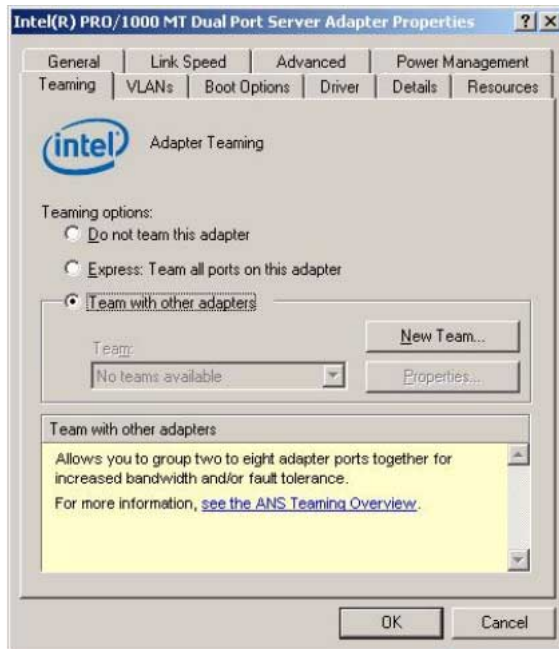 Intel(R) PRO/1000 MT Dual Port Server Adapter Properties
General Link Speed Advanced Power Management
Teaming VLANs Boot Options Driver Details Resources
intel
Adapter Teaming
Teaming options:
Do not team this adapter
Express: Team all ports on this adapter
Team with other adapters
New Team...
Team:
No teams available
Properties...
Team with other adapters
Allows you to group two to eight adapter ports together for
increased bandwidth and/or fault tolerance.
For more information, see the ANS Teaming Overview.
OK Cancel